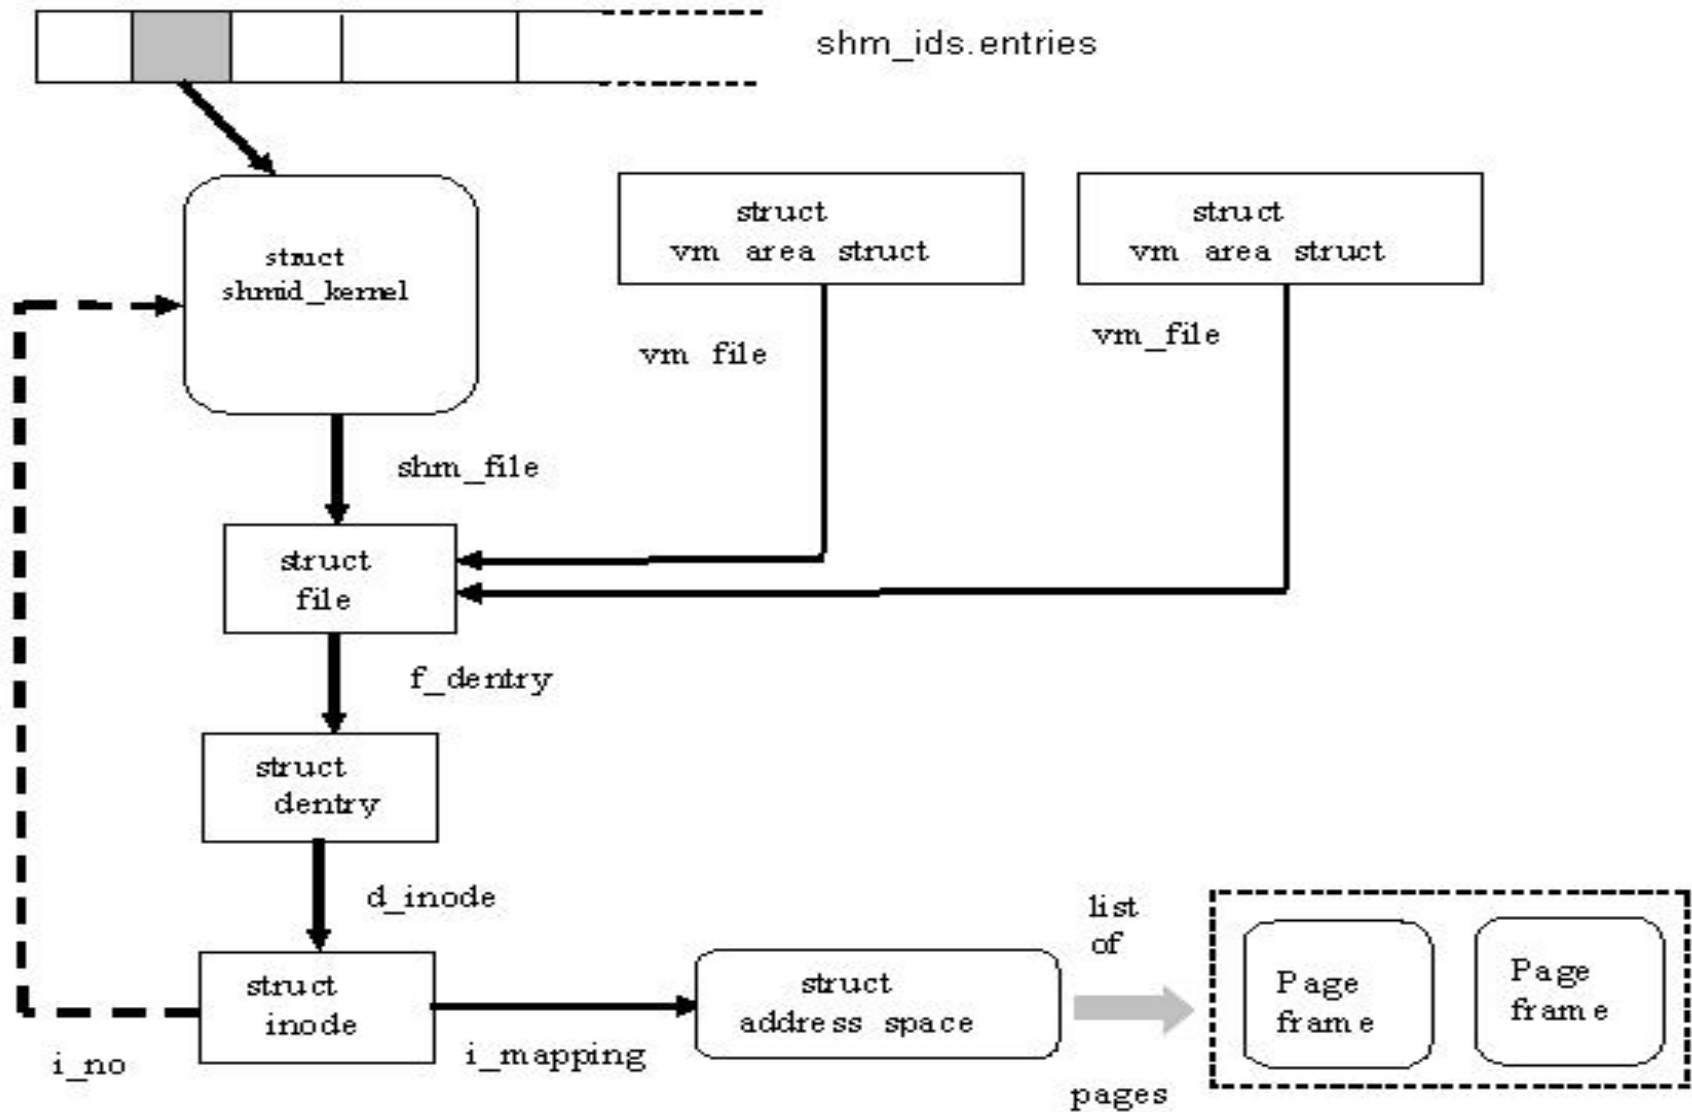 shm_ids.entries
struct
shmid_kernel
struct
vm area struct
struct
vm area struct
vm file
vm_file
shm_file
struct
file
f_dentry
struct
dentry
d_inode
struct
inode
i_no
i_mapping
struct
address space
list
of
pages
Page
frame
Page
frame